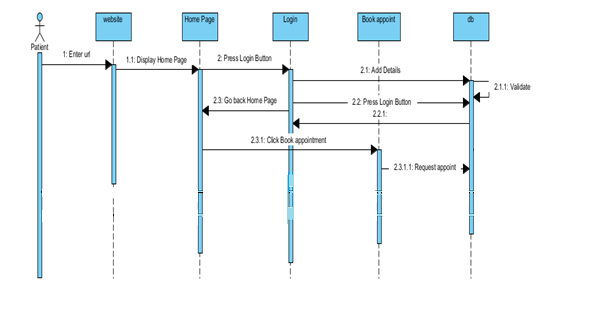 website
Home Page
Login
Book appoint
db
Patient
1: Enter url
1.1: Display Home Page
2: Press Login Button
2.1: Add Details
2.1.1: Validate
2.3: Go back Home Page
2.2: Press Login Button
2.2.1:
2.3.1: Click Book appointment
2.3.1.1: Request appoint